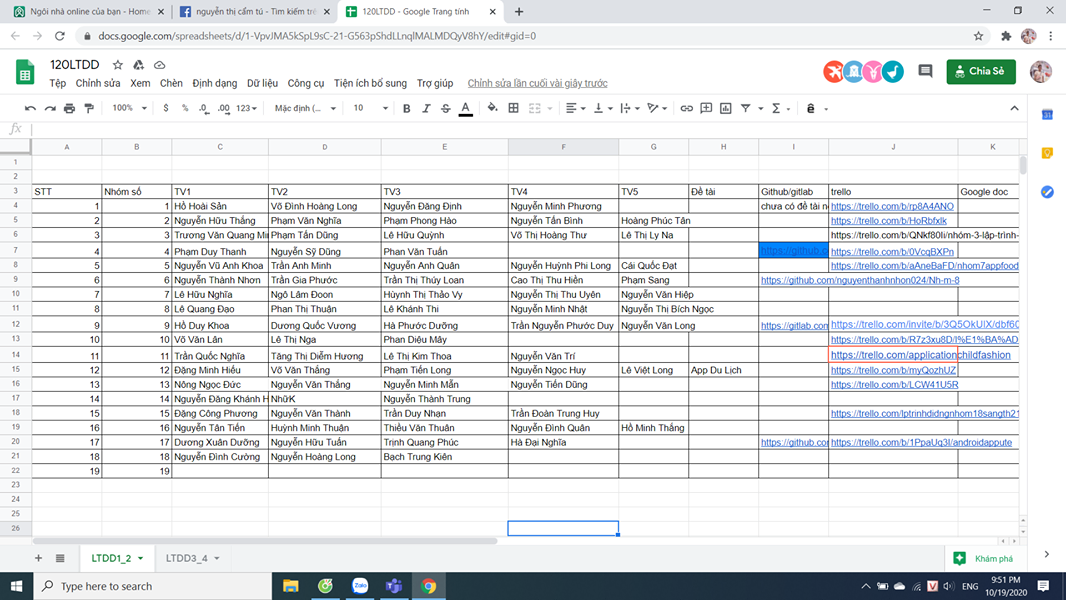 Ngôi nhà online của bạn - Home
nguyễn thị cẩm tú - Tìm kiếm trê
120LTDD - Google Trang tính
docs.google.com/spreadsheets/d/1-VpvJMA5kSpL9sC-21-G563pShdLLnqlMALMDQyV8hY/edit#gid=0
120LTDD
Tệp Chỉnh sửa Xem Chèn Định dạng Dữ liệu Công cụ Tiện ích bổ sung Trợ giúp Chỉnh sửa lần cuối vài giây trước
Chia Sẻ
100% $ % .0 .00 123 Mặc định (... 10 B I S A
fx
A B C D E F G H I J K
1
2
3 STT Nhóm số TV1 TV2 TV3 TV4 TV5 Đề tài Github/gitlab trello Google doc
4 1 1 Hồ Hoài Sản Võ Đình Hoàng Long Nguyễn Đăng Định Nguyễn Minh Phương chưa có đề tài n https://trello.com/b/rp8A4ANO
5 2 2 Nguyễn Hữu Thắng Phạm Văn Nghĩa Phạm Phong Hào Nguyễn Tấn Bình Hoàng Phúc Tân https://trello.com/b/HoRbfxlk
6 3 3 Trương Văn Quang Min Phạm Tấn Dũng Lê Hữu Quỳnh Võ Thị Hoàng Thư Lê Thị Ly Na https://trello.com/b/QNkf80Ii/nhóm-3-lập-trình-
7 4 4 Phạm Duy Thanh Nguyễn Sỹ Dũng Phan Văn Tuấn https://github.c https://trello.com/b/0VcqBXPn
8 5 5 Nguyễn Vũ Anh Khoa Trần Anh Minh Nguyễn Anh Quân Nguyễn Huỳnh Phi Long Cái Quốc Đạt https://trello.com/b/aAneBaFD/nhom7appfood
9 6 6 Nguyễn Thành Nhơn Trần Gia Phước Trần Thị Thủy Loan Cao Thị Thu Hiền Phạm Sang https://github.com/nguyenthanhnhon024/Nh-m-8
10 7 7 Lê Hữu Nghĩa Ngô Lâm Đoon Huỳnh Thị Thảo Vy Nguyễn Thị Thu Uyên Nguyễn Văn Hiệp
11 8 8 Lê Quang Đạo Phan Thị Thuận Lê Khánh Thi Nguyễn Minh Nhật Nguyễn Thị Bích Ngọc
12 9 9 Hồ Duy Khoa Dương Quốc Vương Hà Phước Dưỡng Trần Nguyễn Phước Duy Nguyễn Văn Long https://gitlab.com https://trello.com/invite/b/3Q5OkUIX/dbf60
13 10 10 Võ Văn Lân Lê Thị Nga Phan Diệu Mây https://trello.com/b/R7z3xu8D/l%E1%BA%AD
14 11 11 Trần Quốc Nghĩa Tăng Thị Diễm Hương Lê Thị Kim Thoa Nguyễn Văn Trí https://trello.com/applicationchildfashion
15 12 12 Đặng Minh Hiếu Võ Văn Thắng Phạm Tiến Long Nguyễn Ngọc Huy Lê Việt Long App Du Lịch https://trello.com/b/myQozhUZ
16 13 13 Nông Ngọc Đức Nguyễn Văn Thắng Nguyễn Minh Mẫn Nguyễn Tiến Dũng https://trello.com/b/LCW41U5R
17 14 14 Nguyễn Đăng Khánh H NhữK Nguyễn Thành Trung
18 15 15 Đặng Công Phương Nguyễn Văn Thành Trần Duy Nhạn Trần Đoàn Trung Huy https://trello.com/lptrinhdidngnhom18sangth21
19 16 16 Nguyễn Tân Tiến Huỳnh Minh Thuận Thiều Văn Thuân Nguyễn Đình Quân Hồ Minh Thắng
20 17 17 Dương Xuân Dưỡng Nguyễn Hữu Tuấn Trịnh Quang Phúc Hà Đại Nghĩa https://github.com https://trello.com/b/1PpaUq3I/androidappute
21 18 18 Nguyễn Đình Cường Nguyễn Hoàng Long Bạch Trung Kiên
22 19 19
23
24
25
26
LTDD1_2 LTDD3_4 Khám phá
Type here to search
Zalo
ENG
9:51 PM
10/19/2020